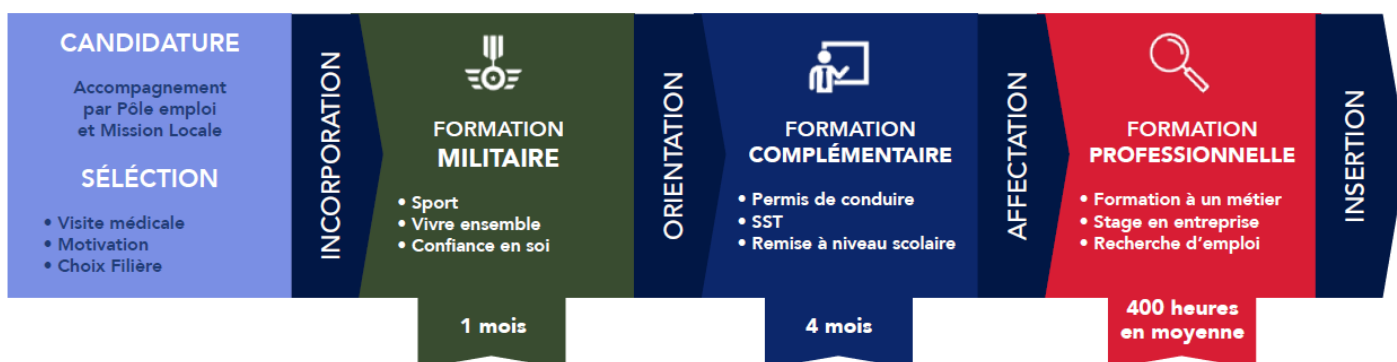 CANDIDATURE
Accompagnement
par Pôle emploi
et Mission Locale
SÉLÉCTION
• Visite médicale
• Motivation
• Choix Filière
INCORPORATION
FORMATION
MILITAIRE
• Sport
• Vivre ensemble
• Confiance en soi
1 mois
ORIENTATION
FORMATION
COMPLÉMENTAIRE
• Permis de conduire
• SST
• Remise à niveau scolaire
4 mois
AFFECTATION
FORMATION
PROFESSIONNELLE
• Formation à un métier
• Stage en entreprise
• Recherche d'emploi
400 heures
en moyenne
INSERTION